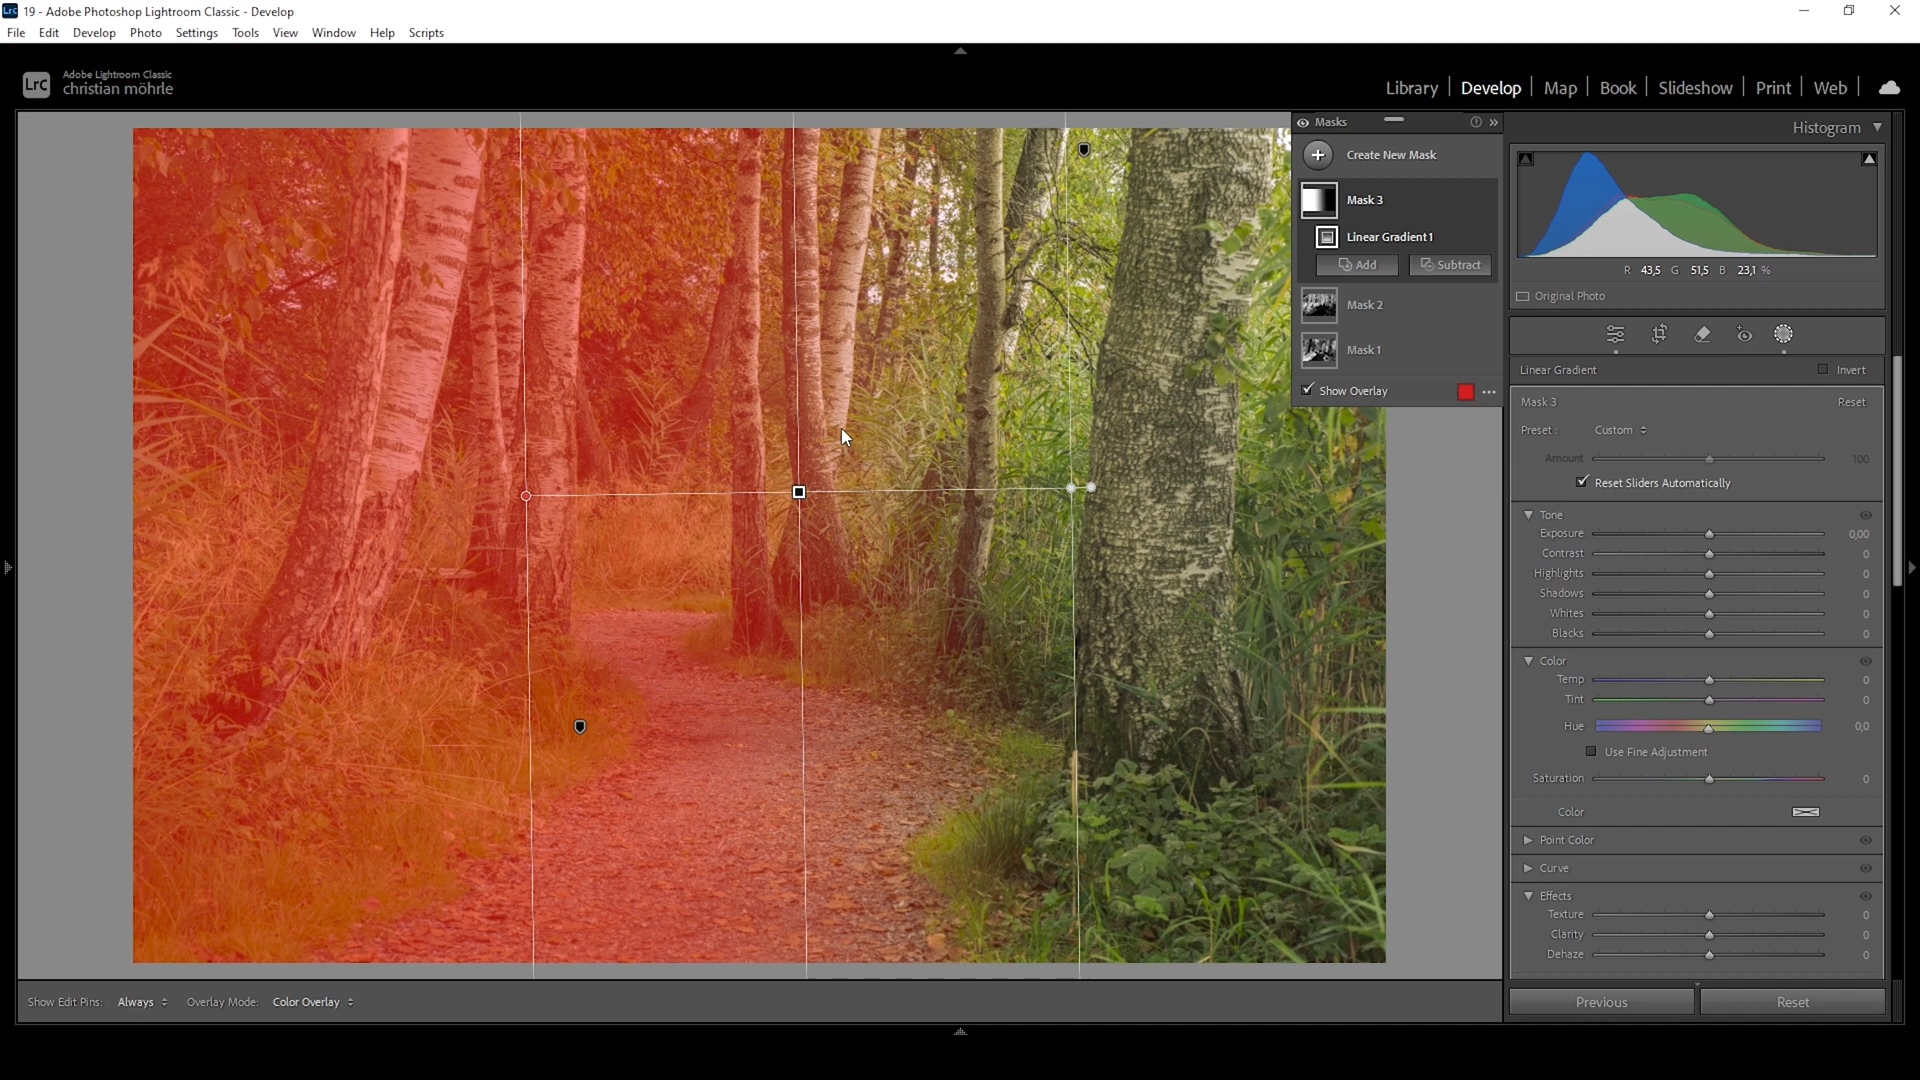 19 - Adobe Photoshop Lightroom Classic - Develop
File Edit Develop Photo Settings Tools View Window Help Scripts
Lrc
Adobe Lightroom Classic
christian möhrle
Library Develop Map Book Slideshow Print Web
Masks
Create New Mask
Mask 3
Linear Gradient 1
Add Subtract
Mask 2
Mask 1
Show Overlay
Histogram
R 43,5 G 51,5 B 23,1 %
Original Photo
Linear Gradient Invert
Mask 3 Reset
Preset : Custom
Amount 100
Reset Sliders Automatically
Tone
Exposure 0,00
Contrast 0
Highlights 0
Shadows 0
Whites 0
Blacks 0
Color
Temp 0
Tint 0
Hue 0,0
Use Fine Adjustment
Saturation 0
Color
Point Color
Curve
Effects
Texture 0
Clarity 0
Dehaze 0
Show Edit Pins: Always Overlay Mode: Color Overlay
Previous Reset